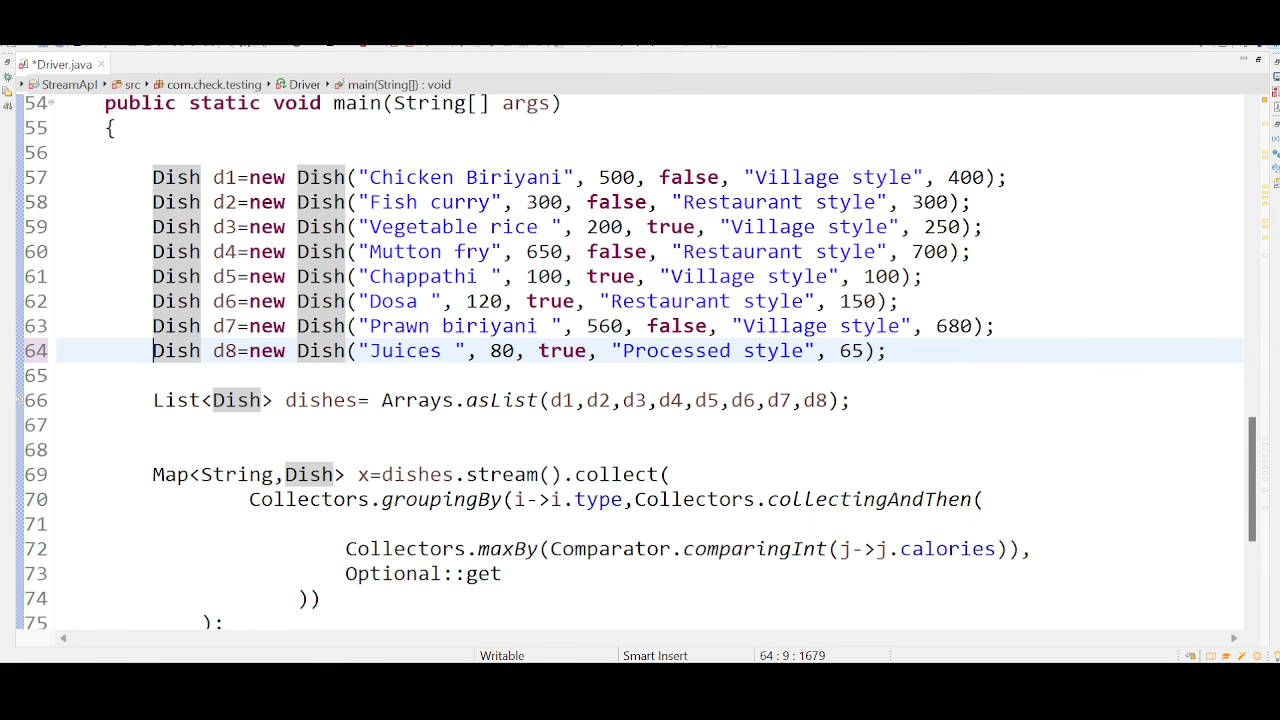 *Driver.java
StreamApI src com.check.testing Driver main(String[]) : void
54 public static void main(String[] args)
55 {
56
57 Dish d1=new Dish("Chicken Biriyani", 500, false, "Village style", 400);
58 Dish d2=new Dish("Fish curry", 300, false, "Restaurant style", 300);
59 Dish d3=new Dish("Vegetable rice ", 200, true, "Village style", 250);
60 Dish d4=new Dish("Mutton fry", 650, false, "Restaurant style", 700);
61 Dish d5=new Dish("Chappathi ", 100, true, "Village style", 100);
62 Dish d6=new Dish("Dosa ", 120, true, "Restaurant style", 150);
63 Dish d7=new Dish("Prawn biriyani ", 560, false, "Village style", 680);
64 Dish d8=new Dish("Juices ", 80, true, "Processed style", 65);
65
66 List<Dish> dishes= Arrays.asList(d1,d2,d3,d4,d5,d6,d7,d8);
67
68
69 Map<String,Dish> x=dishes.stream().collect(
70 Collectors.groupingBy(i->i.type,Collectors.collectingAndThen(
71
72 Collectors.maxBy(Comparator.comparingInt(j->j.calories)),
73 Optional::get
74 ))
75 );
Writable Smart Insert 64 : 9 : 1679